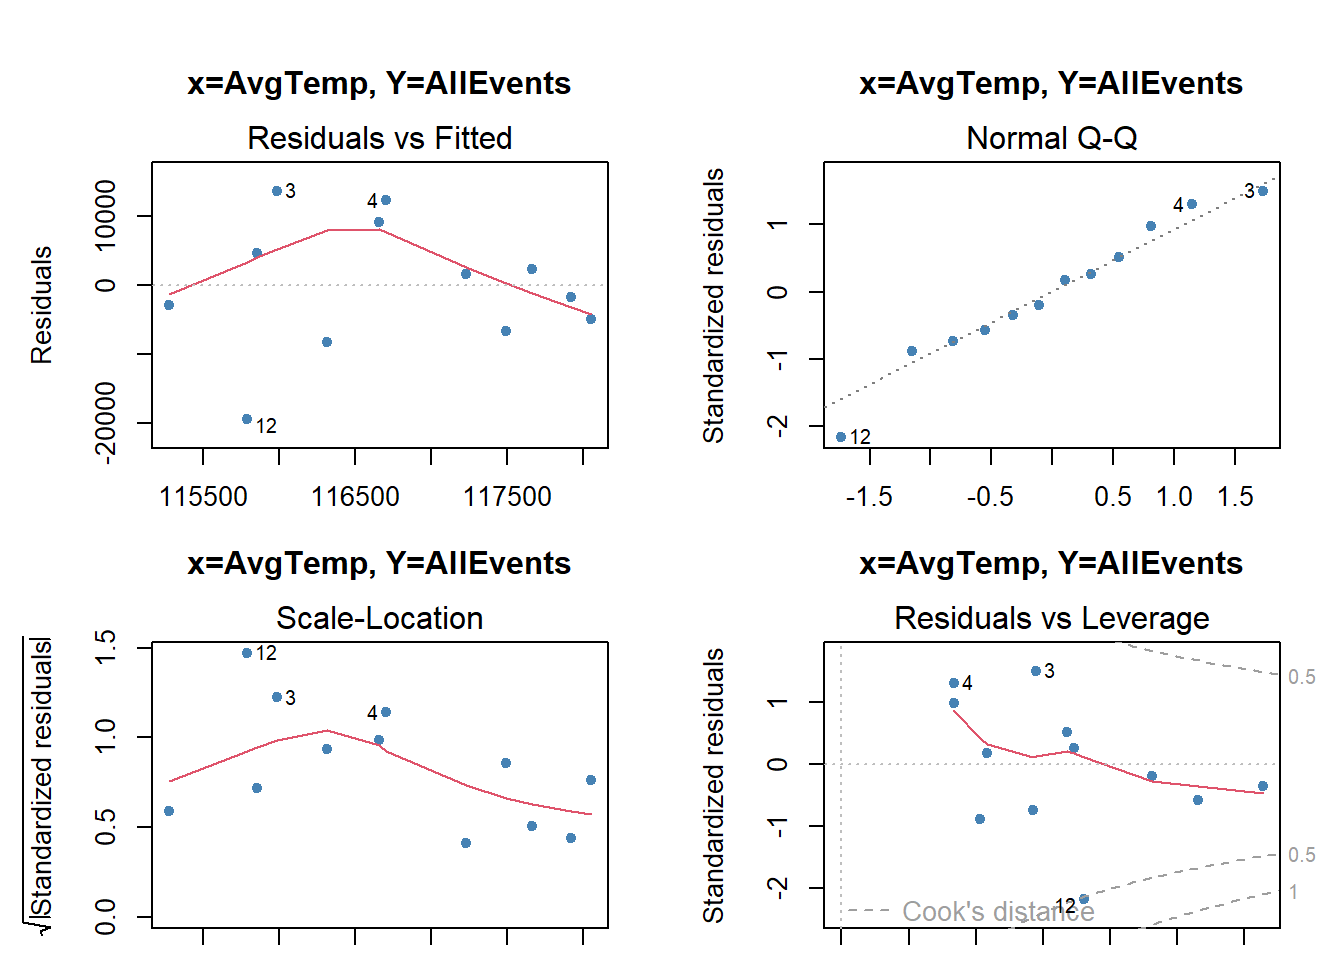 x=AvgTemp, Y=AllEvents
Residuals vs Fitted
Residuals
-20000
0
10000
3
4
12
115500
116500
117500
x=AvgTemp, Y=AllEvents
Normal Q-Q
Standardized residuals
-2
-1
0
1
4
3
12
-1.5
-0.5
0.5
1.0
1.5
x=AvgTemp, Y=AllEvents
Scale-Location
√|Standardized residuals|
0.0
0.5
1.0
1.5
12
3
4
x=AvgTemp, Y=AllEvents
Residuals vs Leverage
Standardized residuals
-2
-1
0
1
4
3
12
0.5
0.5
1
Cook's distance